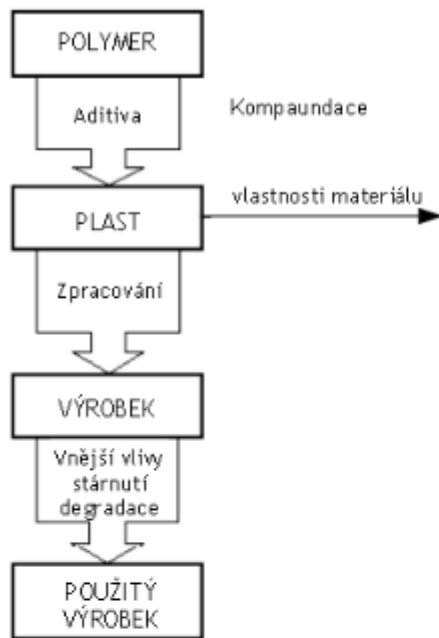 POLYMER
Aditiva
Kompaundace
vlastnosti materiálu
PLAST
Zpracování
VÝROBEK
Vnější vlivy
stárnutí
degradace
POUŽITÝ
VÝROBEK